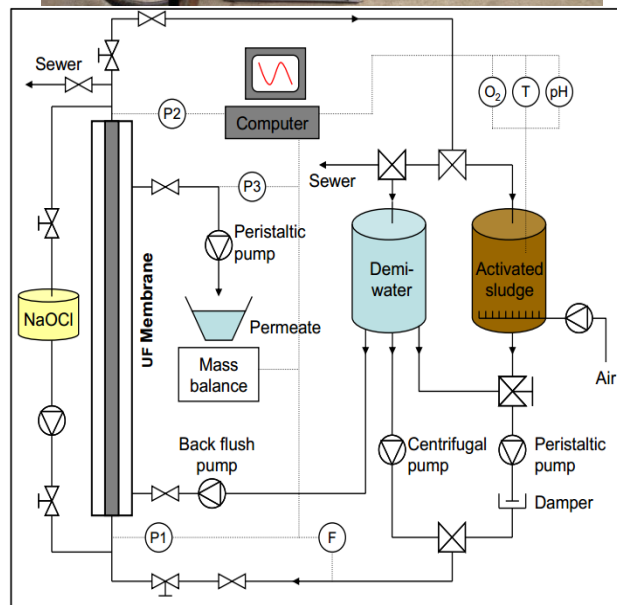 Sewer
P2
Computer
O2
T
pH
P3
Sewer
Peristaltic
pump
Demi-
water
Activated
sludge
NaOCl
UF Membrane
Permeate
Mass
balance
Air
Back flush
pump
Centrifugal
pump
Peristaltic
pump
Damper
P1
F